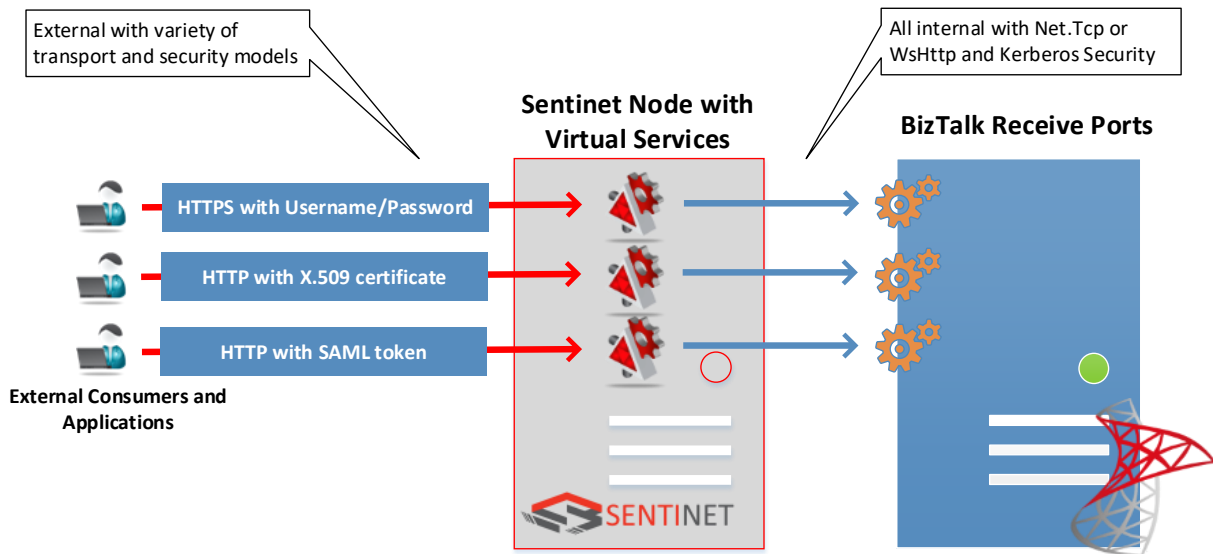 External with variety of
transport and security models
All internal with Net.Tcp or
WsHttp and Kerberos Security
Sentinet Node with
Virtual Services
BizTalk Receive Ports
HTTPS with Username/Password
HTTP with X.509 certificate
HTTP with SAML token
External Consumers and
Applications
SENTINET